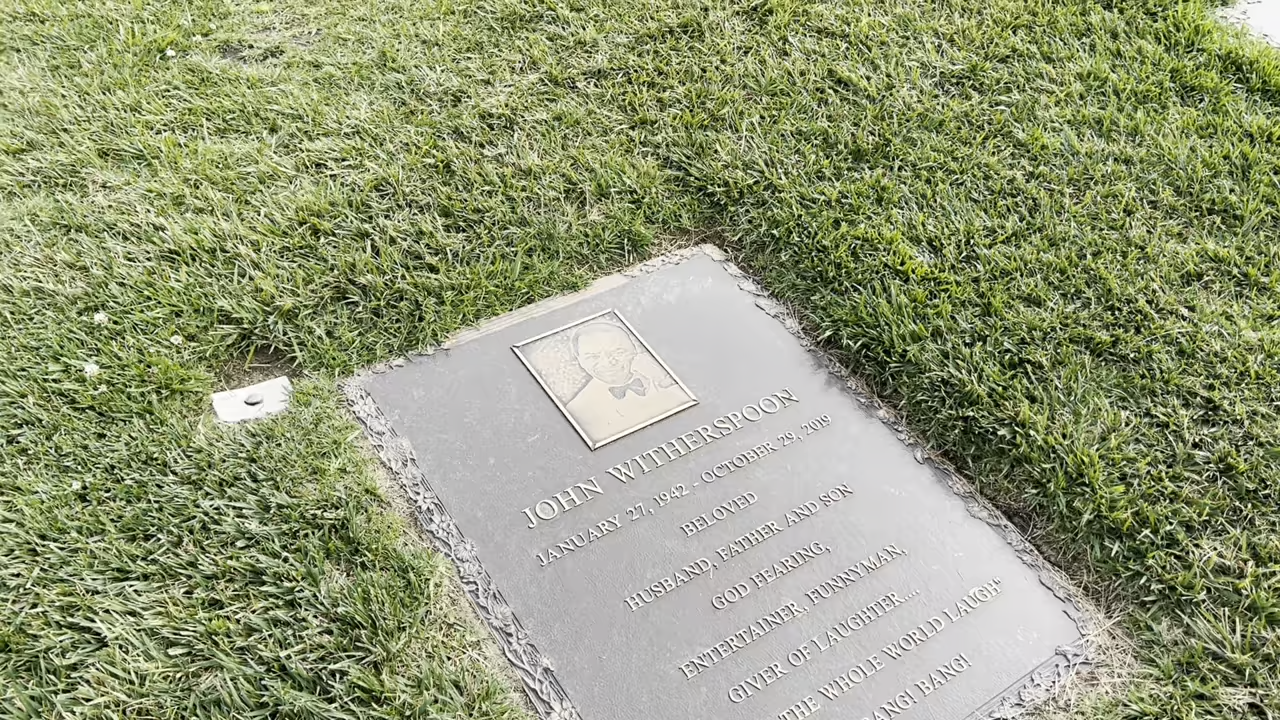 JOHN WITHERSPOON
JANUARY 27, 1942 - OCTOBER 29, 2019
BELOVED
HUSBAND, FATHER AND SON
GOD FEARING,
ENTERTAINER, FUNNYMAN,
GIVER OF LAUGHTER....
THE WHOLE WORLD LAUGH"
BANG! BANG!